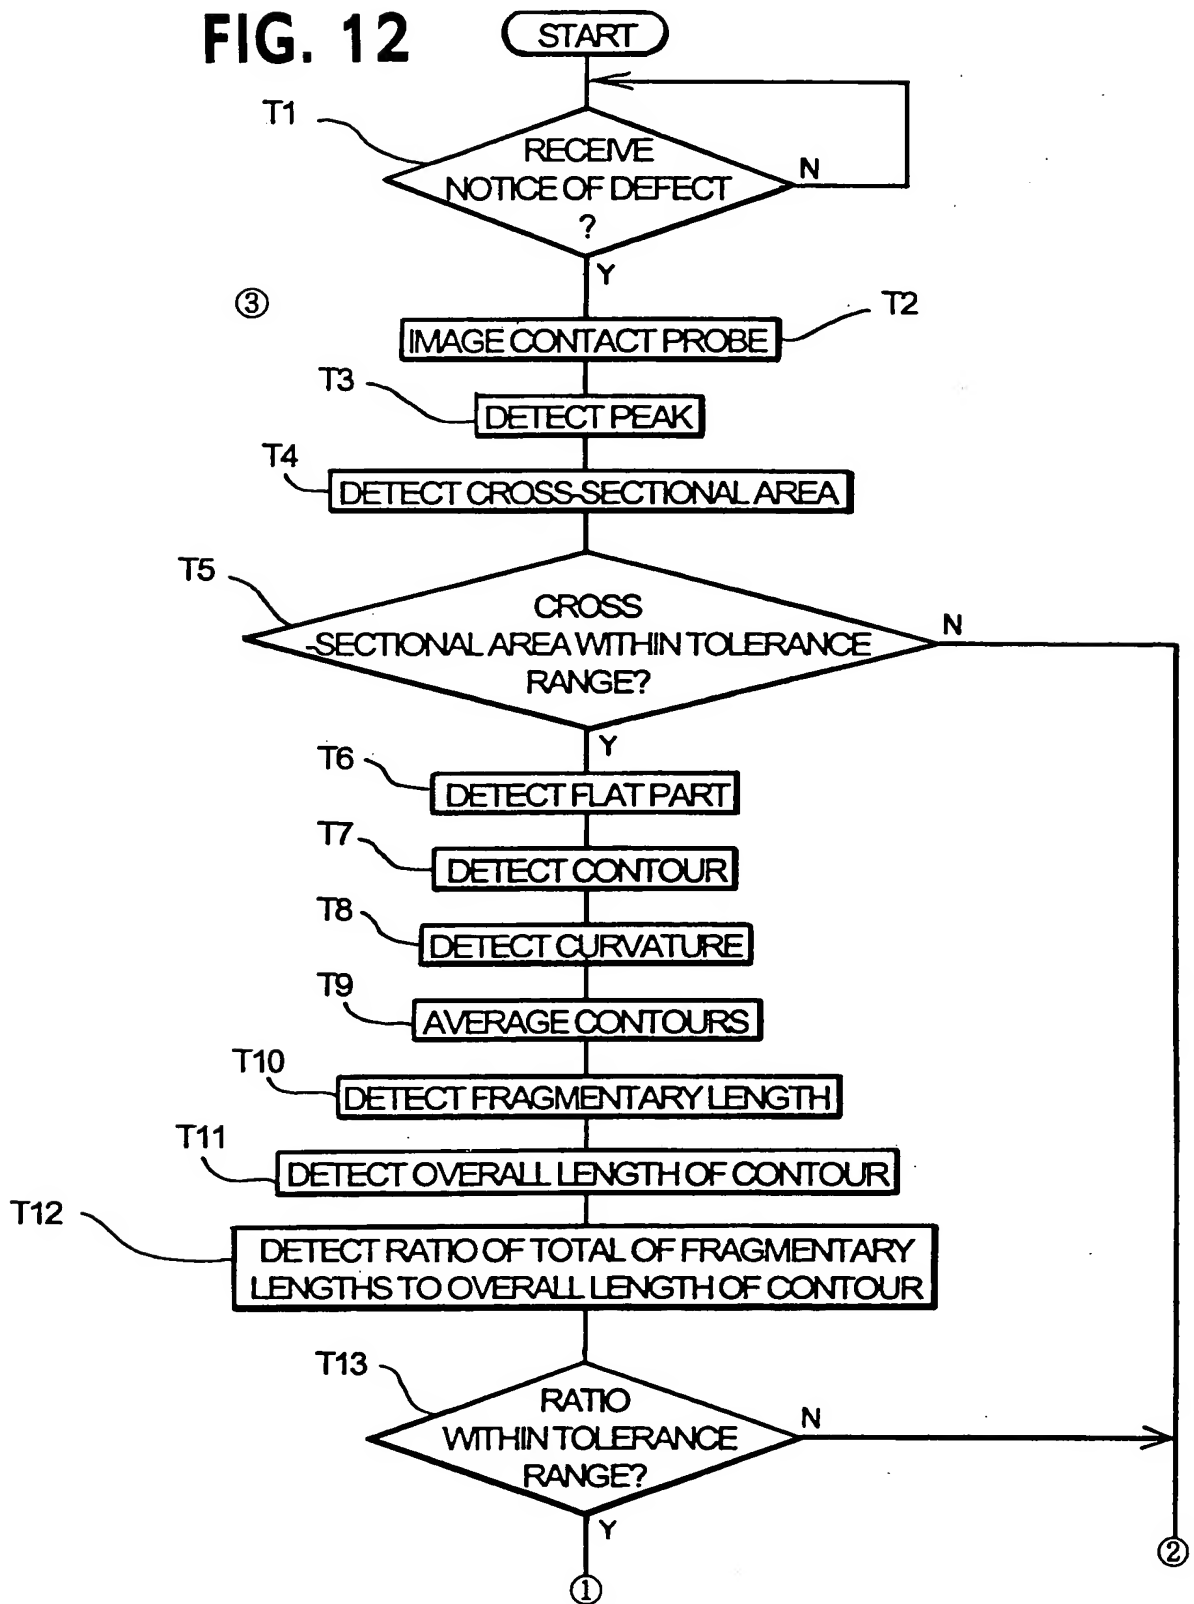 FIG. 12
START
T1
RECEIVE
NOTICE OF DEFECT
?
N
Y
③
T2
IMAGE CONTACT PROBE
T3
DETECT PEAK
T4
DETECT CROSS-SECTIONAL AREA
T5
CROSS
-SECTIONAL AREA WITHIN TOLERANCE
RANGE?
N
Y
T6
DETECT FLAT PART
T7
DETECT CONTOUR
T8
DETECT CURVATURE
T9
AVERAGE CONTOURS
T10
DETECT FRAGMENTARY LENGTH
T11
DETECT OVERALL LENGTH OF CONTOUR
T12
DETECT RATIO OF TOTAL OF FRAGMENTARY
LENGTHS TO OVERALL LENGTH OF CONTOUR
T13
RATIO
WITHIN TOLERANCE
RANGE?
N
Y
②
①